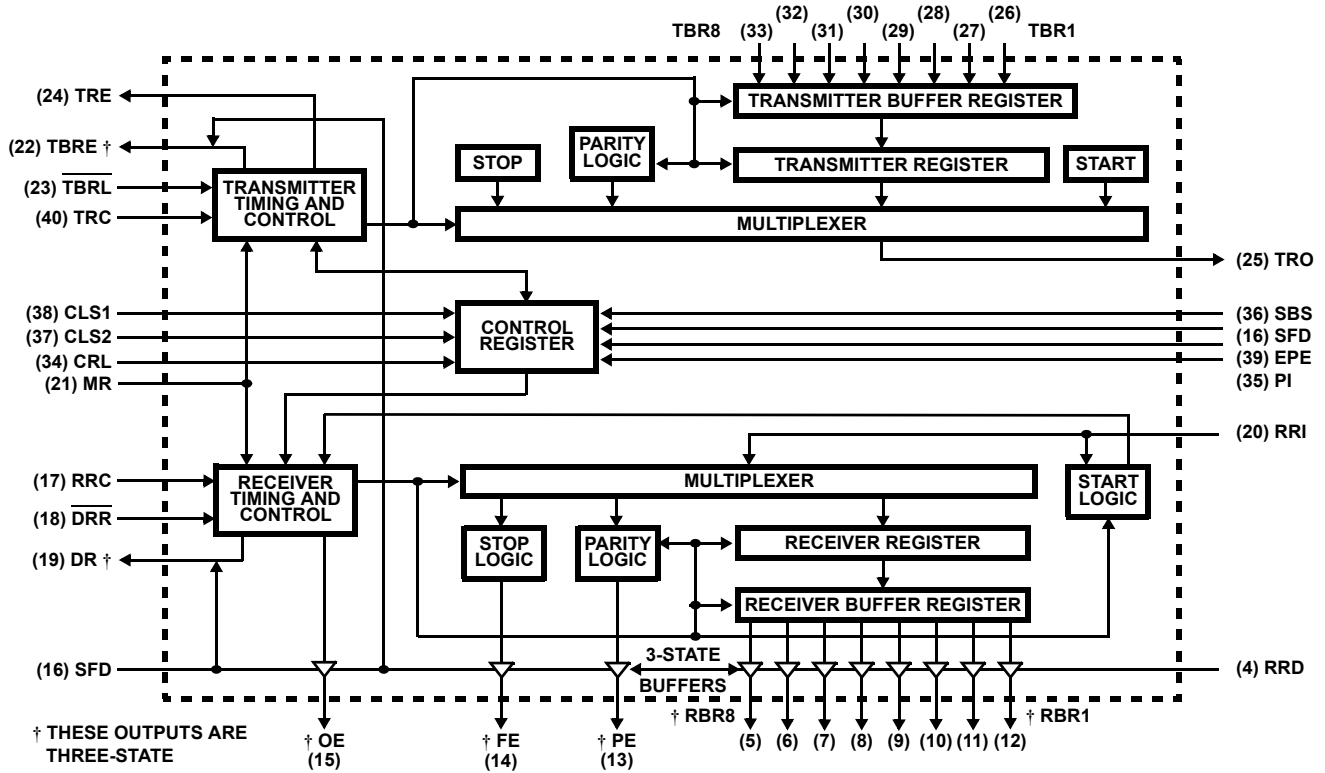 (32) (30) (28) (26)
TBR8 (33) (31) (29) (27) TBR1
(24) TRE
TRANSMITTER BUFFER REGISTER
(22) TBRE †
STOP
PARITY
LOGIC
TRANSMITTER REGISTER
START
(23) TBRL
(40) TRC
TRANSMITTER
TIMING AND
CONTROL
MULTIPLEXER
(25) TRO
(38) CLS1
(37) CLS2
(34) CRL
(21) MR
CONTROL
REGISTER
(36) SBS
(16) SFD
(39) EPE
(35) PI
(20) RRI
(17) RRC
(18) DRR
(19) DR †
RECEIVER
TIMING AND
CONTROL
MULTIPLEXER
START
LOGIC
STOP
LOGIC
PARITY
LOGIC
RECEIVER REGISTER
RECEIVER BUFFER REGISTER
(16) SFD
3-STATE
BUFFERS
(4) RRD
† THESE OUTPUTS ARE
THREE-STATE
† OE
(15)
† FE
(14)
† PE
(13)
† RBR8
† RBR1
(5) (6) (7) (8) (9) (10) (11) (12)